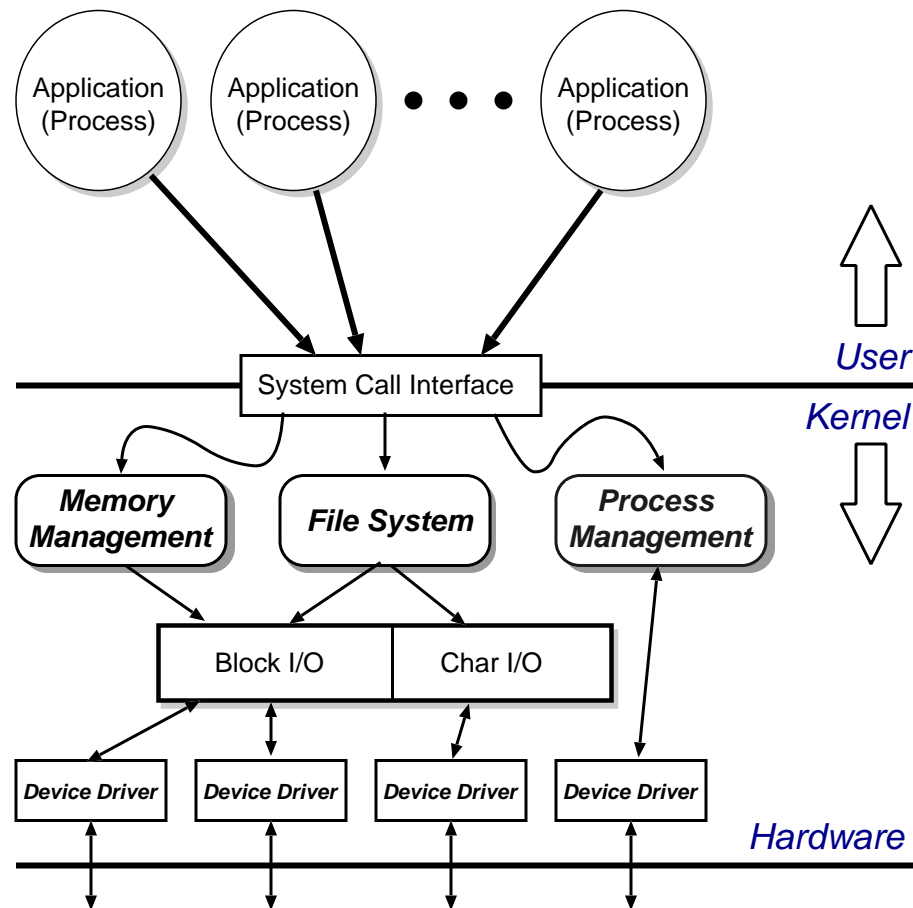 Application
(Process)
Application
(Process)
Application
(Process)
User
System Call Interface
Kernel
Memory
Management
File System
Process
Management
Block I/O
Char I/O
Device Driver
Device Driver
Device Driver
Device Driver
Hardware